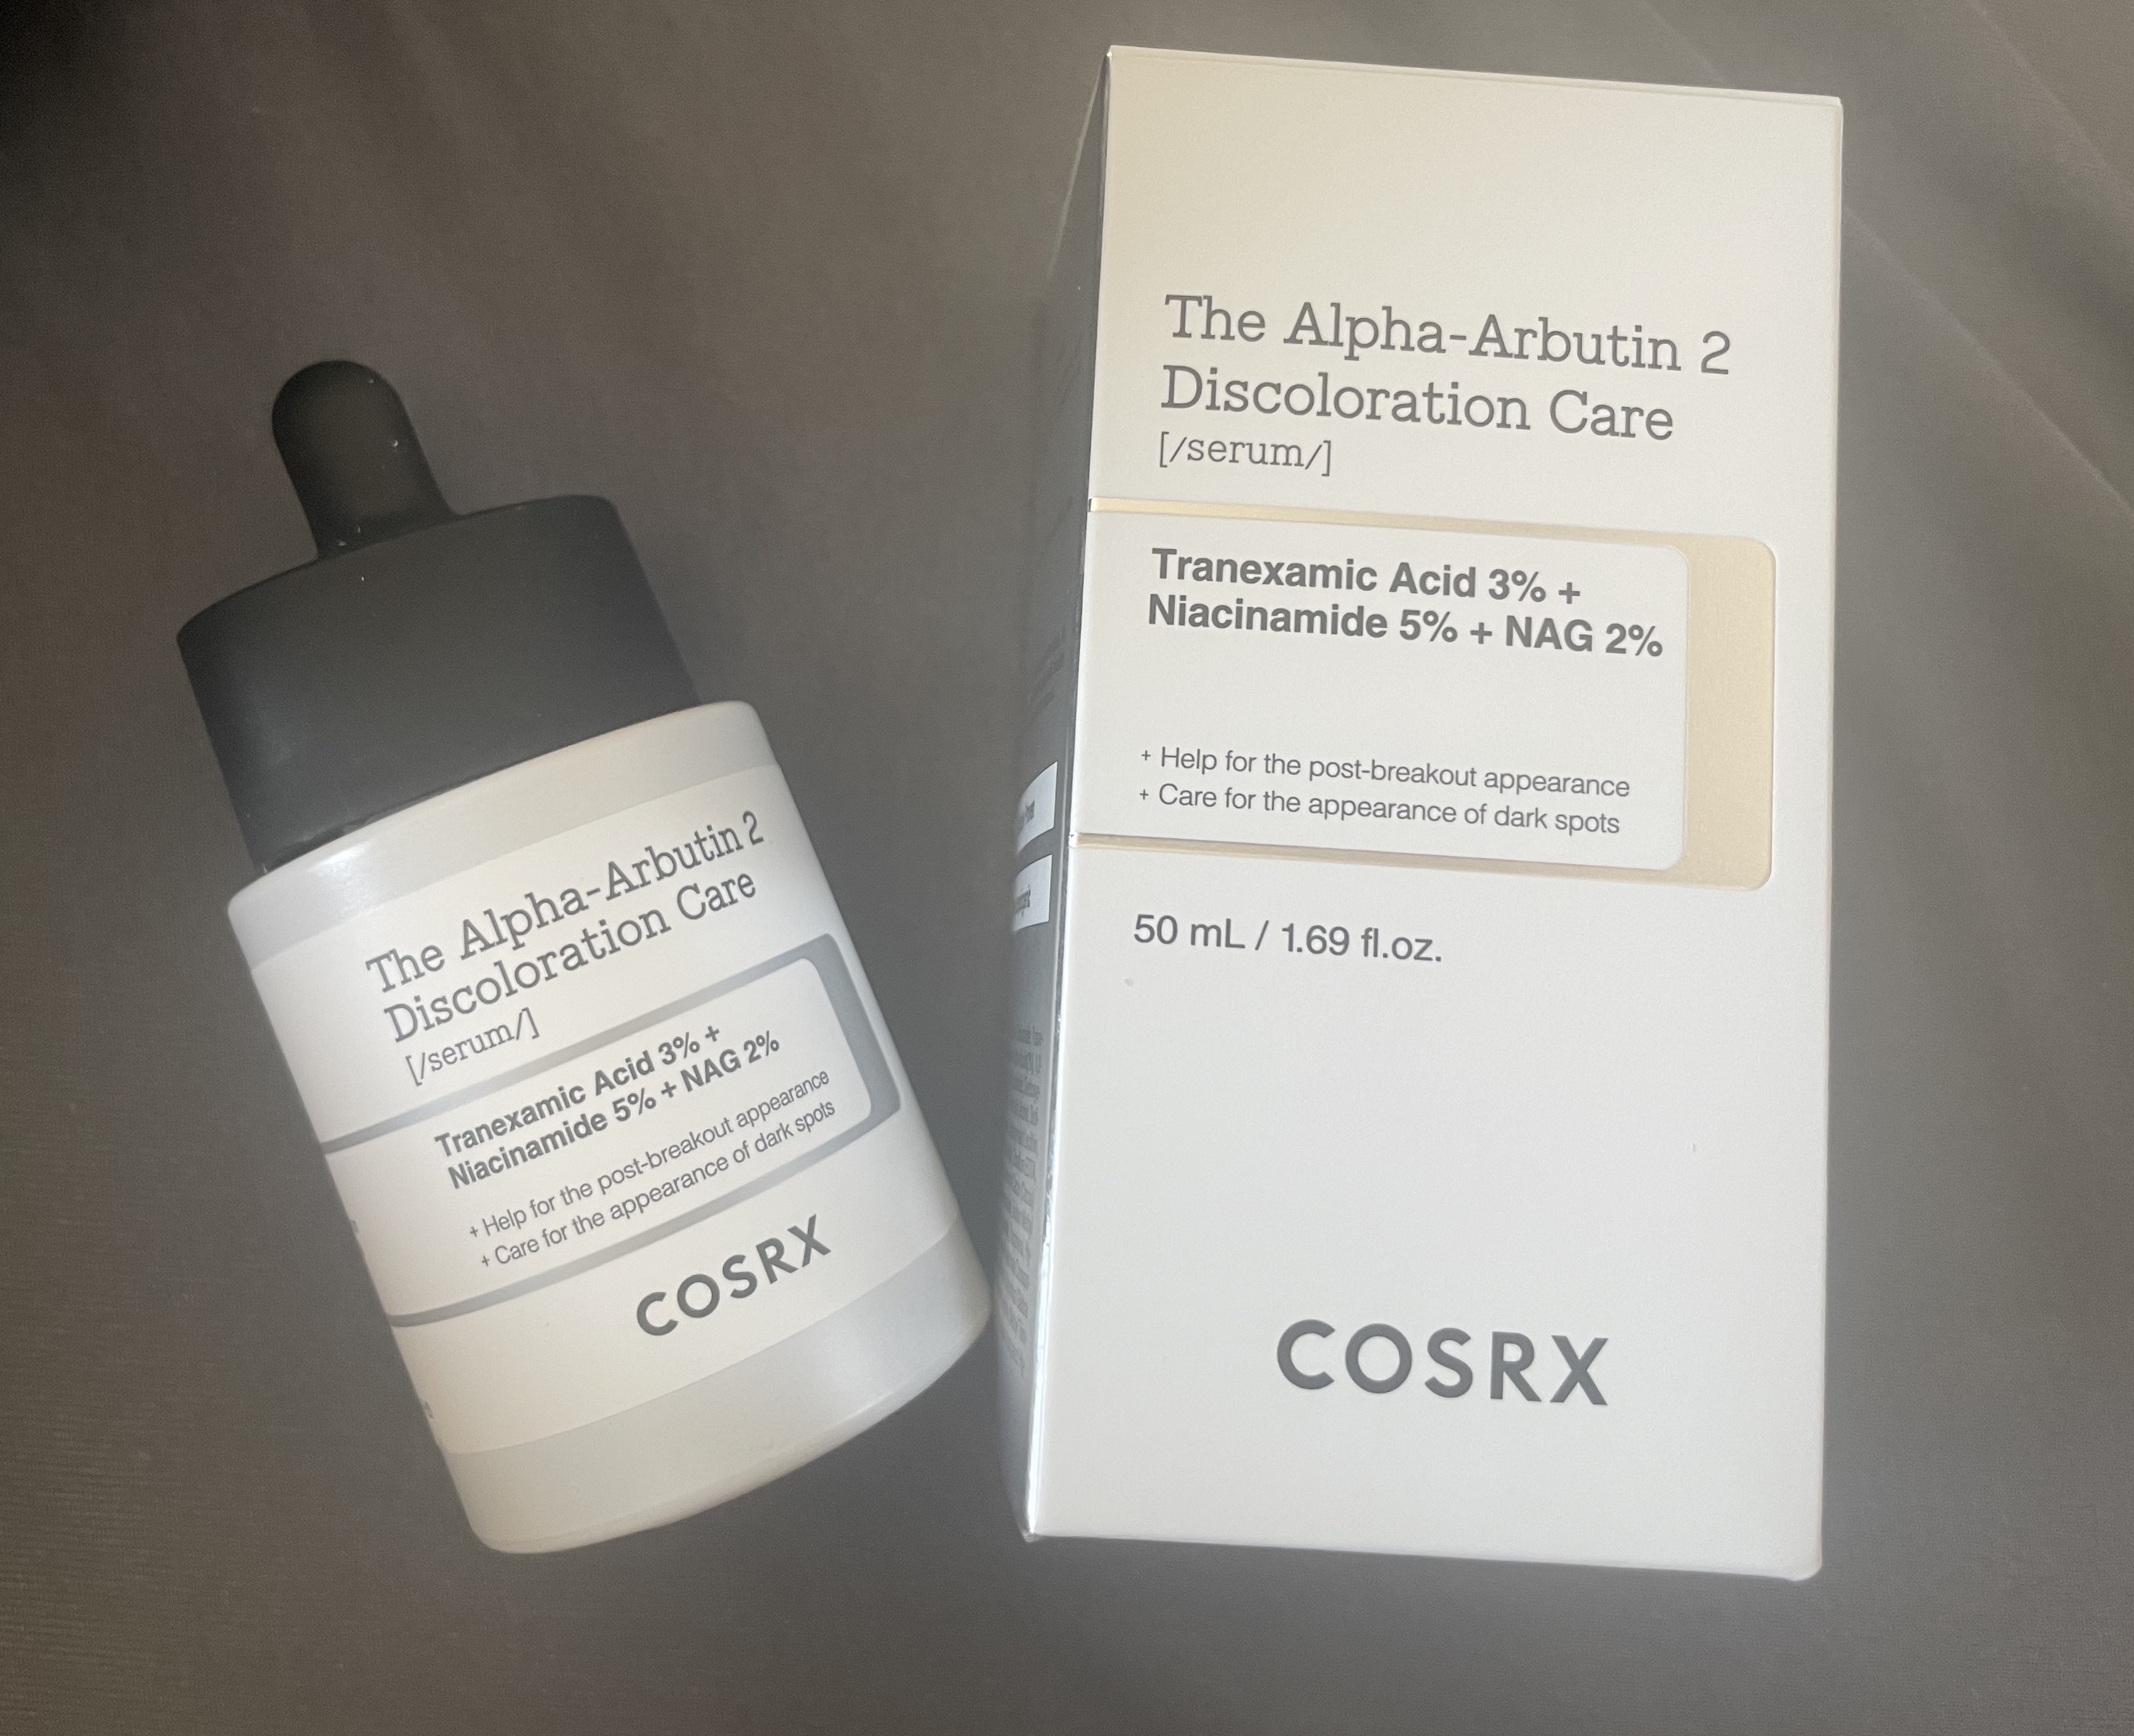 The Alpha-Arbutin 2
Discoloration Care
[/serum/]
Tranexamic Acid 3% +
Niacinamide 5% + NAG 2%
+ Help for the post-breakout appearance
+ Care for the appearance of dark spots
COSRX
The Alpha-Arbutin 2
Discoloration Care
[/serum/]
Tranexamic Acid 3% +
Niacinamide 5% + NAG 2%
+ Help for the post-breakout appearance
+ Care for the appearance of dark spots
50 mL / 1.69 fl.oz.
COSRX